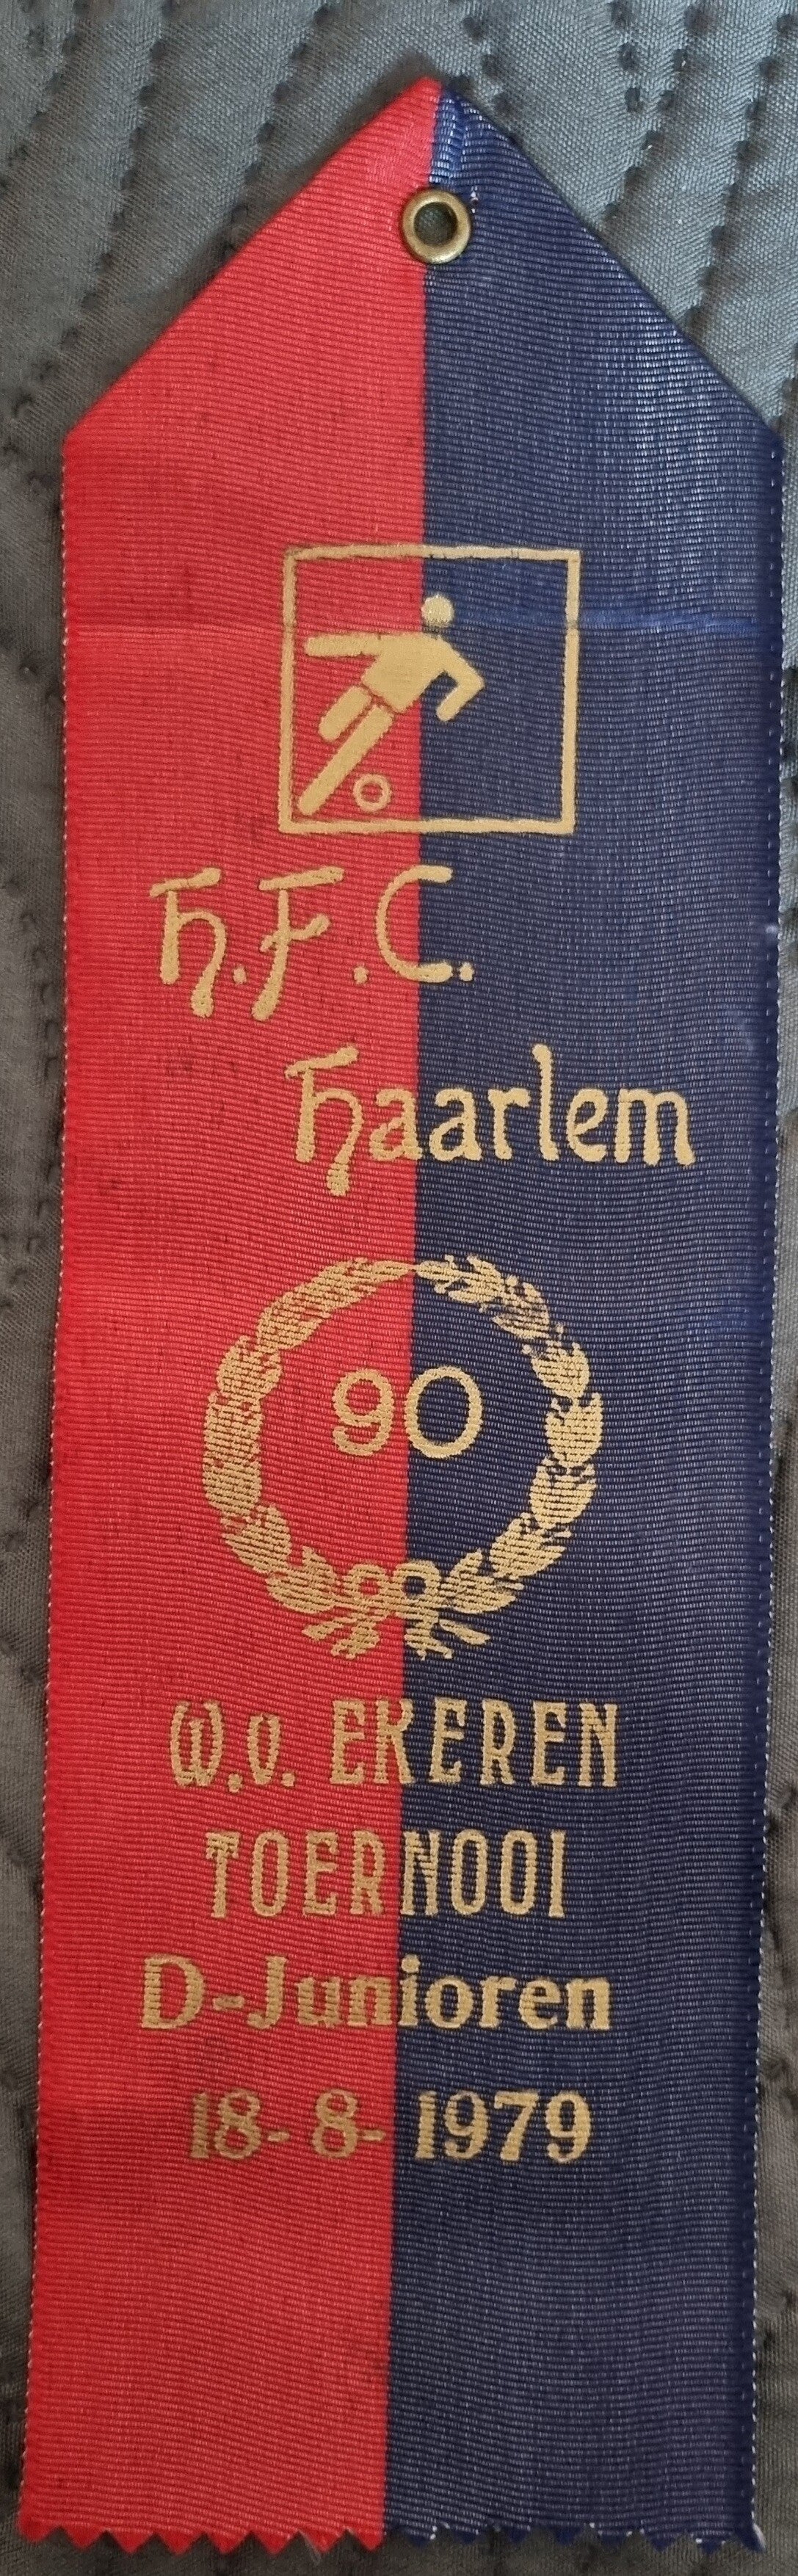 H.F.C.
Haarlem
90
W.v. EKEREN
TOERNOOI
D-Junioren
18-8-1979